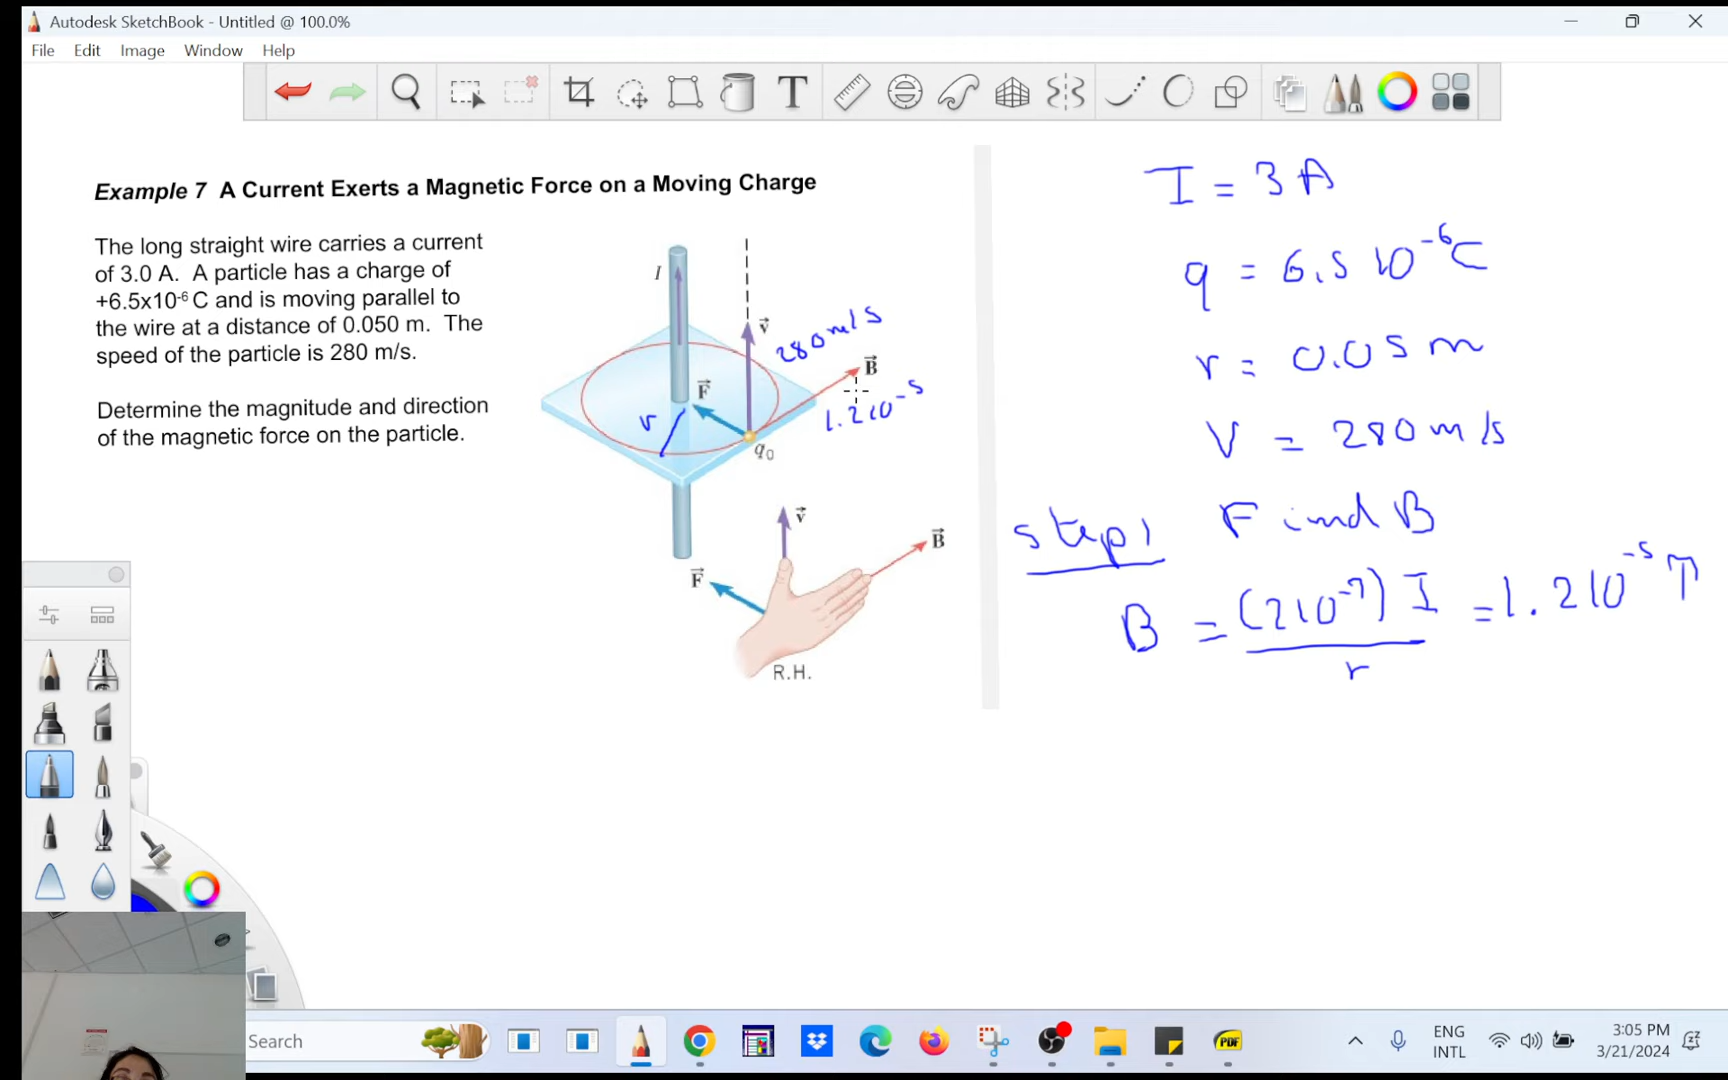 Autodesk SketchBook - Untitled @ 100.0%
File Edit Image Window Help
Example 7 A Current Exerts a Magnetic Force on a Moving Charge
The long straight wire carries a current
of 3.0 A. A particle has a charge of
+6.5x10-6 C and is moving parallel to
the wire at a distance of 0.050 m. The
speed of the particle is 280 m/s.
Determine the magnitude and direction
of the magnetic force on the particle.
I
v
280 m/s
B
1.2 10-5
F
r
q0
v
B
F
R.H.
I = 3 A
q = 6.5 10-6 C
r = 0.05 m
V = 280 m/s
step 1 Find B
B = (2 10-7) I = 1.2 10-5 T
r
Search
ENG
INTL
3:05 PM
3/21/2024
PDF